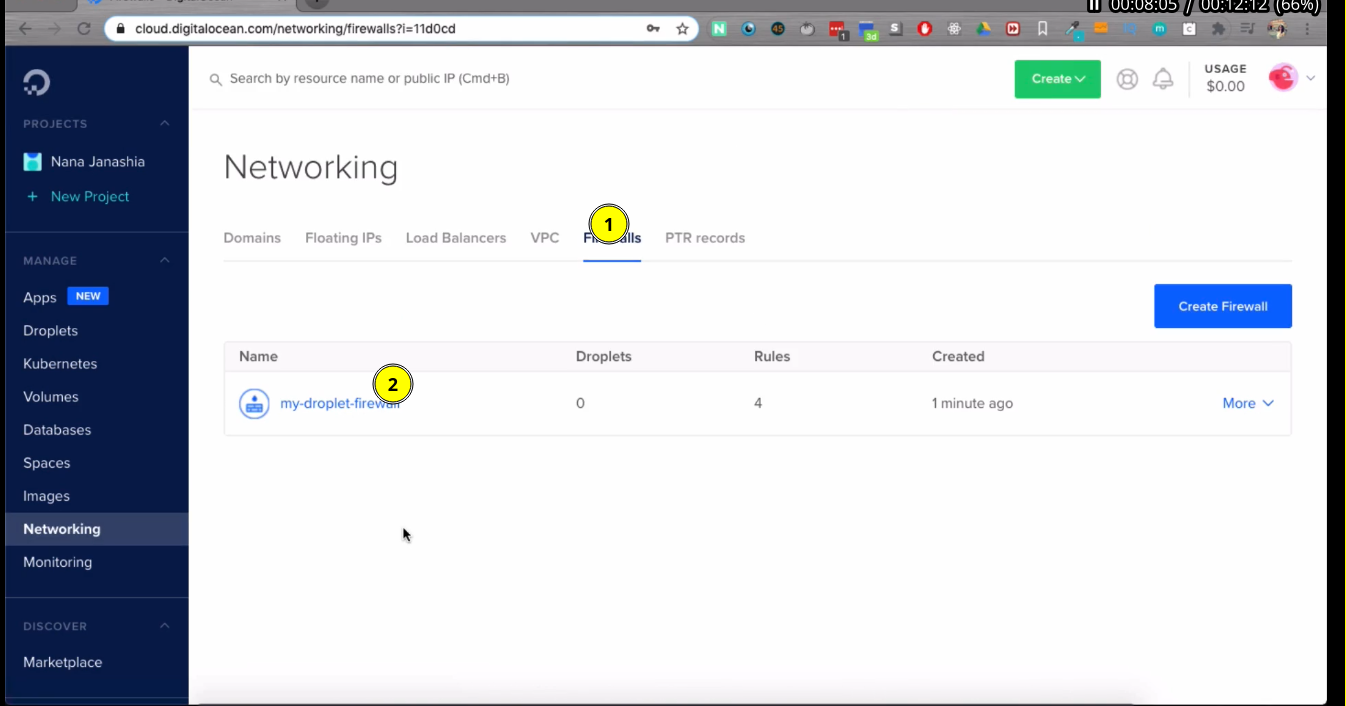 00:08:05 / 00:12:12 (66%)
cloud.digitalocean.com/networking/firewalls?i=11d0cd
Search by resource name or public IP (Cmd+B)
Create
USAGE
$0.00
PROJECTS
Nana Janashia
+ New Project
MANAGE
Apps NEW
Droplets
Kubernetes
Volumes
Databases
Spaces
Images
Networking
Monitoring
DISCOVER
Marketplace
Networking
1
Domains Floating IPs Load Balancers VPC Firewalls PTR records
Create Firewall
Name Droplets Rules Created
2
my-droplet-firewall 0 4 1 minute ago More